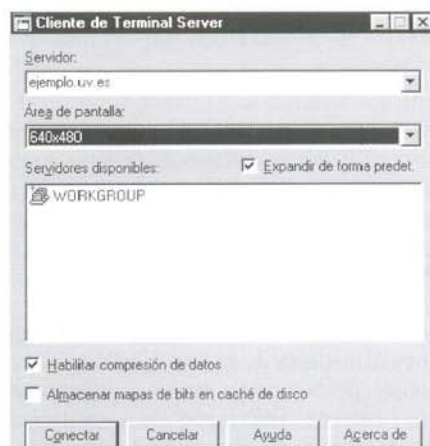 Cliente de Terminal Server
Servidor:
ejemplo.uv.es
Área de pantalla:
640x480
Servidores disponibles:
Expandir de forma predet.
WORKGROUP
Habilitar compresión de datos
Almacenar mapas de bits en caché de disco
Conectar
Cancelar
Ayuda
Acerca de